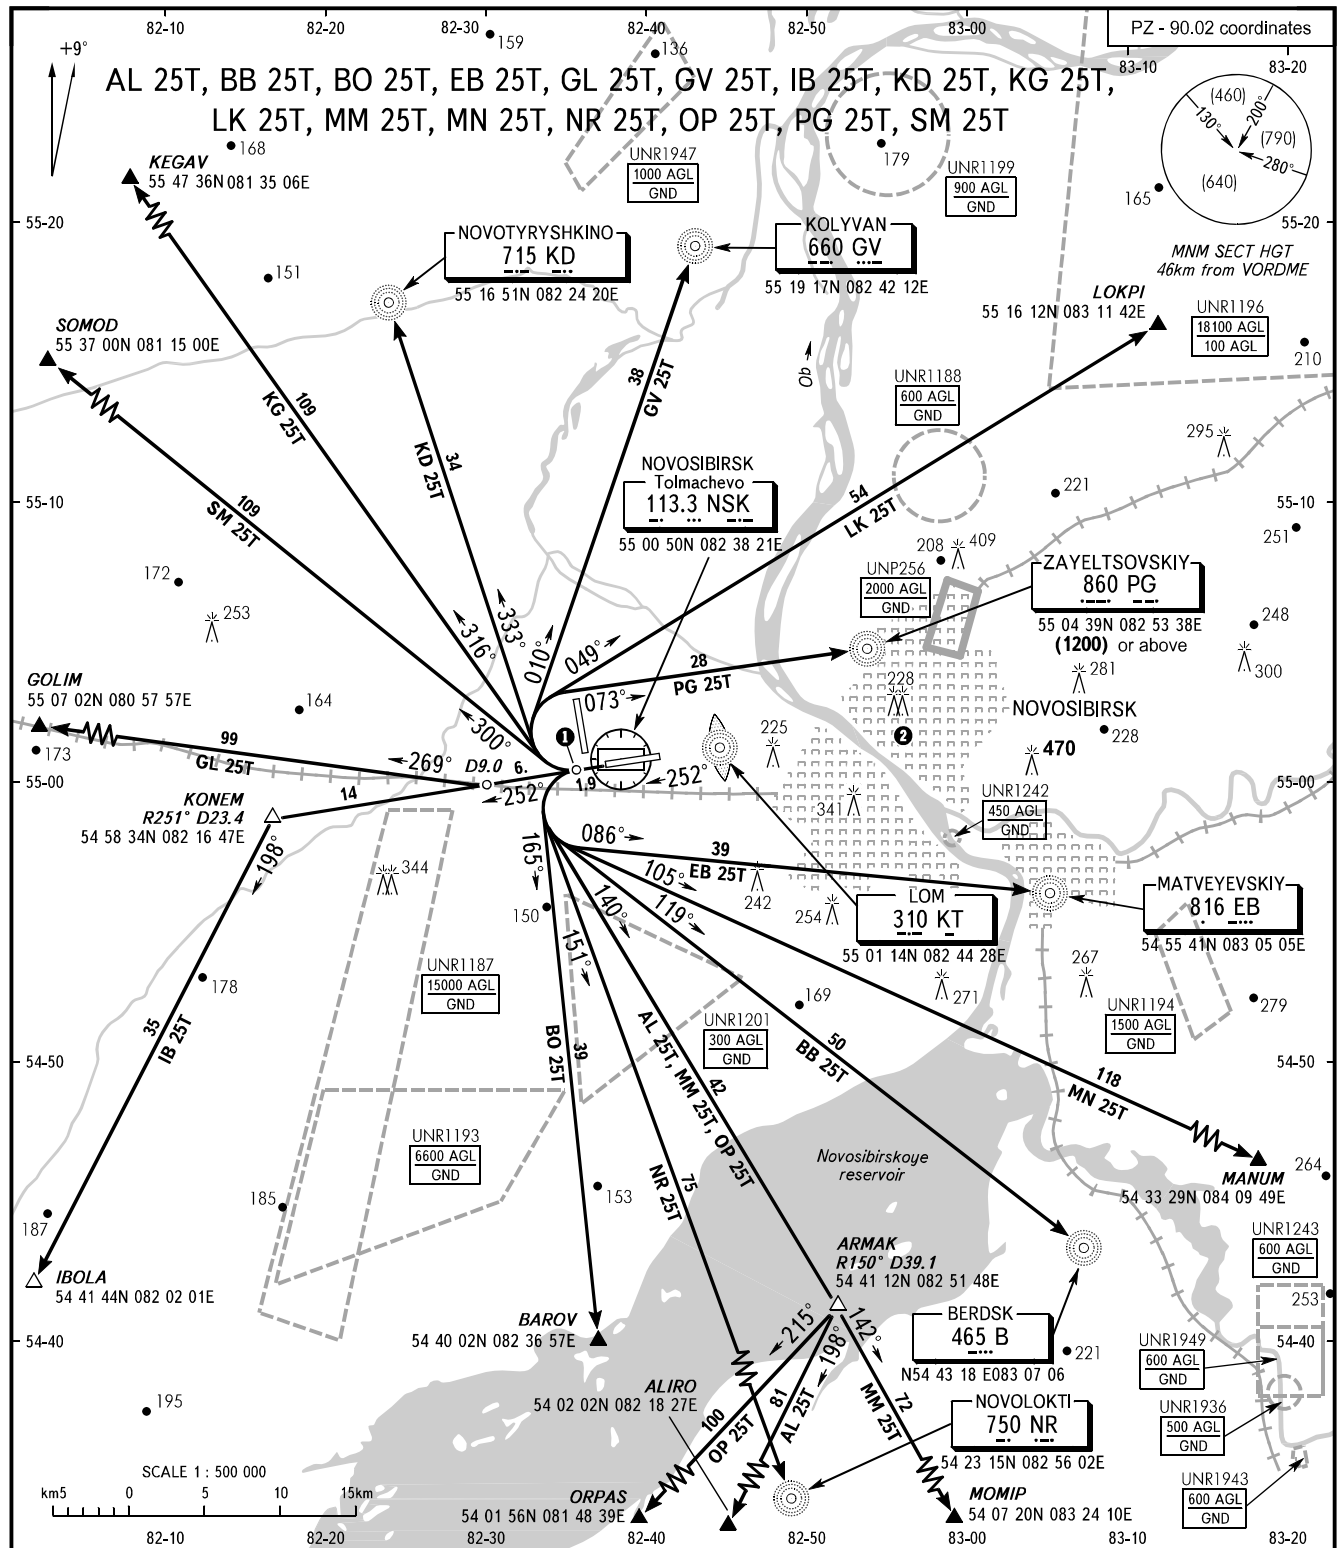 82-10
82-20
82-30
82-40
82-50
PZ - 90.02 coordinates
83-10
83-20
+9°
159
136
AL 25T, BB 25T, BO 25T, EB 25T, GL 25T, GV 25T, IB 25T, KD 25T, KG 25T,
LK 25T, MM 25T, MN 25T, NR 25T, OP 25T, PG 25T, SM 25T
(460)
130°
200°
(790)
280°
(640)
168
KEGAV
55 47 36N 081 35 06E
UNR1947
1000 AGL
GND
179
UNR1199
900 AGL
GND
165
55-20
55-20
MNM SECT HGT
46km from VORDME
NOVOTYRYSHKINO
715 KD
55 16 51N 082 24 20E
KOLYVAN
660 GV
55 19 17N 082 42 12E
151
LOKPI
55 16 12N 083 11 42E
UNR1196
18100 AGL
100 AGL
210
SOMOD
55 37 00N 081 15 00E
Ob
38
GV 25T
109
KG 25T
34
KD 25T
UNR1188
600 AGL
GND
295
NOVOSIBIRSK
Tolmachevo
113.3 NSK
55 00 50N 082 38 21E
54
LK 25T
221
251
55-10
55-10
109
SM 25T
172
253
208
409
UNP256
2000 AGL
GND
ZAYELTSOVSKIY
860 PG
55 04 39N 082 53 38E
(1200) or above
248
300
281
316°
333°
010°
049°
28
PG 25T
073°
228
GOLIM
55 07 02N 080 57 57E
164
173
99
GL 25T
300°
269°
D9.0
6.
1
1.9
252°
252°
225
2
NOVOSIBIRSK
228
470
55-00
55-00
KONEM
R251° D23.4
54 58 34N 082 16 47E
14
198°
341
UNR1242
450 AGL
GND
344
165°
086°
39
EB 25T
105°
119°
140°
151°
150
242
254
LOM
310 KT
55 01 14N 082 44 28E
MATVEYEVSKIY
816 EB
54 55 41N 083 05 05E
178
UNR1187
15000 AGL
GND
169
271
267
279
UNR1194
1500 AGL
GND
UNR1201
300 AGL
GND
35
IB 25T
39
BO 25T
42
AL 25T, MM 25T, OP 25T
50
BB 25T
118
MN 25T
54-50
54-50
UNR1193
6600 AGL
GND
153
75
NR 25T
Novosibirskoye
reservoir
264
MANUM
54 33 29N 084 09 49E
185
187
UNR1243
600 AGL
GND
253
IBOLA
54 41 44N 082 02 01E
ARMAK
R150° D39.1
54 41 12N 082 51 48E
BAROV
54 40 02N 082 36 57E
54-40
54-40
215°
198°
142°
BERDSK
465 B
N54 43 18 E083 07 06
221
UNR1949
600 AGL
GND
ALIRO
54 02 02N 082 18 27E
195
100
OP 25T
81
AL 25T
72
MM 25T
NOVOLOKTI
750 NR
54 23 15N 082 56 02E
UNR1936
500 AGL
GND
UNR1943
600 AGL
GND
SCALE 1 : 500 000
km5
0
5
10
15km
ORPAS
54 01 56N 081 48 39E
MOMIP
54 07 20N 083 24 10E
82-10
82-20
82-40
82-50
83-00
83-10
83-20